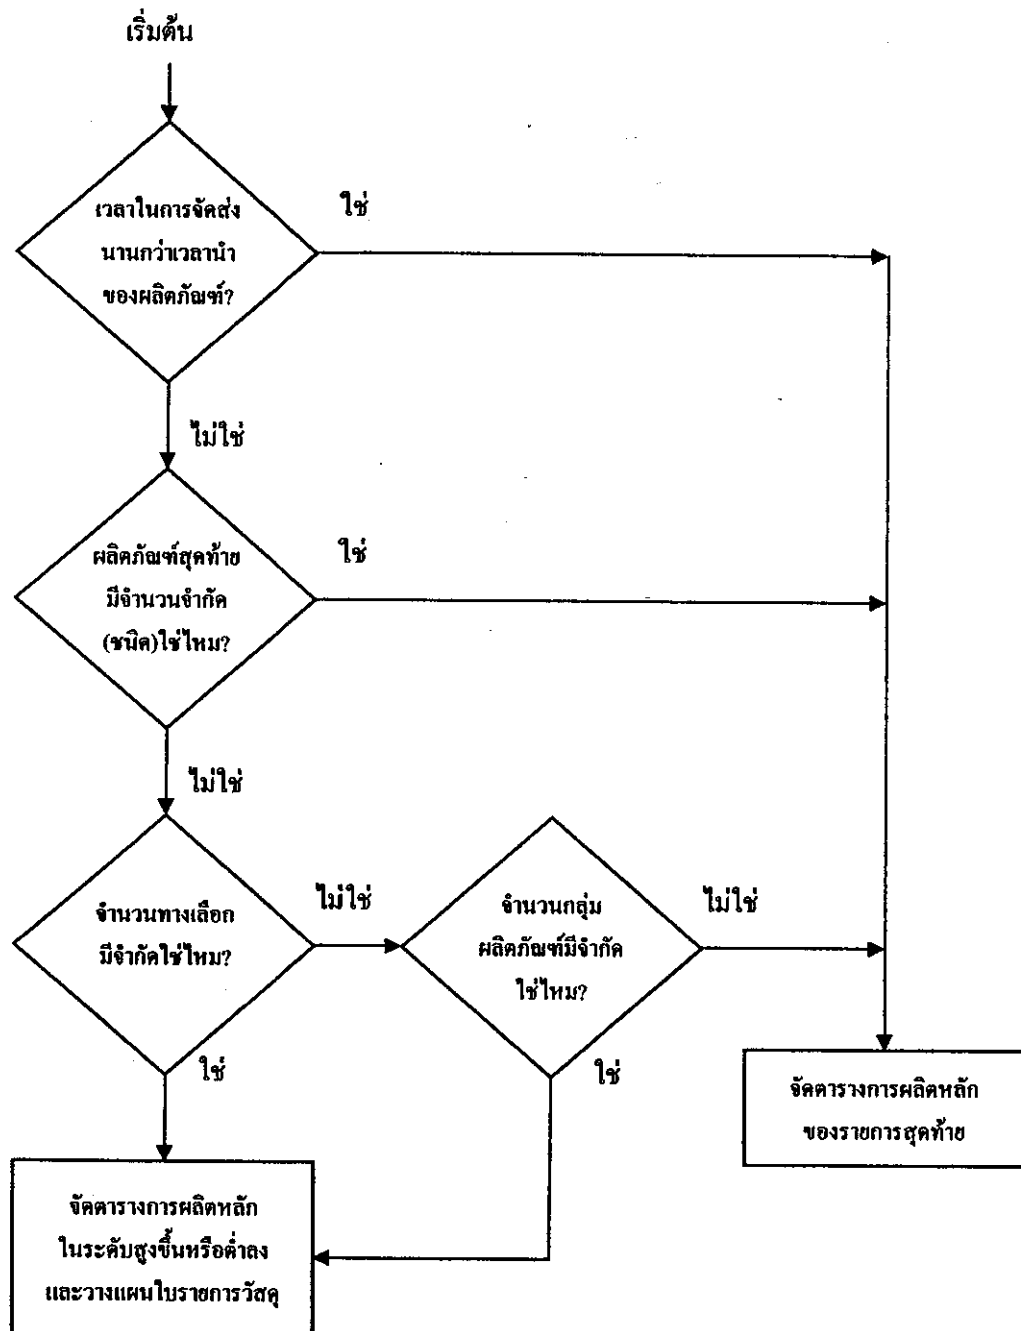 เริ่มต้น
เวลาในการจัดส่ง
นานกว่าเวลานำ
ของผลิตภัณฑ์?
ใช่
ไม่ใช่
ผลิตภัณฑ์สุดท้าย
มีจำนวนจำกัด
(ชนิด)ใช่ไหม?
ใช่
ไม่ใช่
จำนวนทางเลือก
มีจำกัดใช่ไหม?
ไม่ใช่
จำนวนกลุ่ม
ผลิตภัณฑ์มีจำกัด
ใช่ไหม?
ไม่ใช่
ใช่
ใช่
จัดตารางการผลิตหลัก
ของรายการสุดท้าย
จัดตารางการผลิตหลัก
ในระดับสูงขึ้นหรือต่ำลง
และวางแผนใบรายการวัสดุ